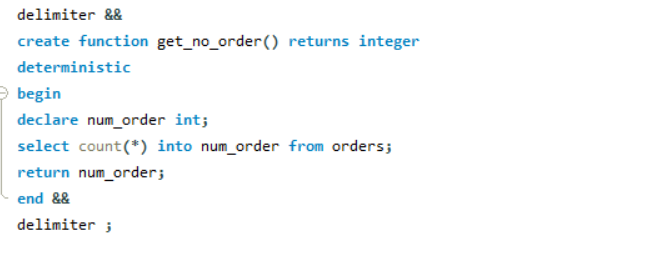 delimiter &&
create function get_no_order() returns integer
deterministic
begin
declare num_order int;
select count(*) into num_order from orders;
return num_order;
end &&
delimiter ;